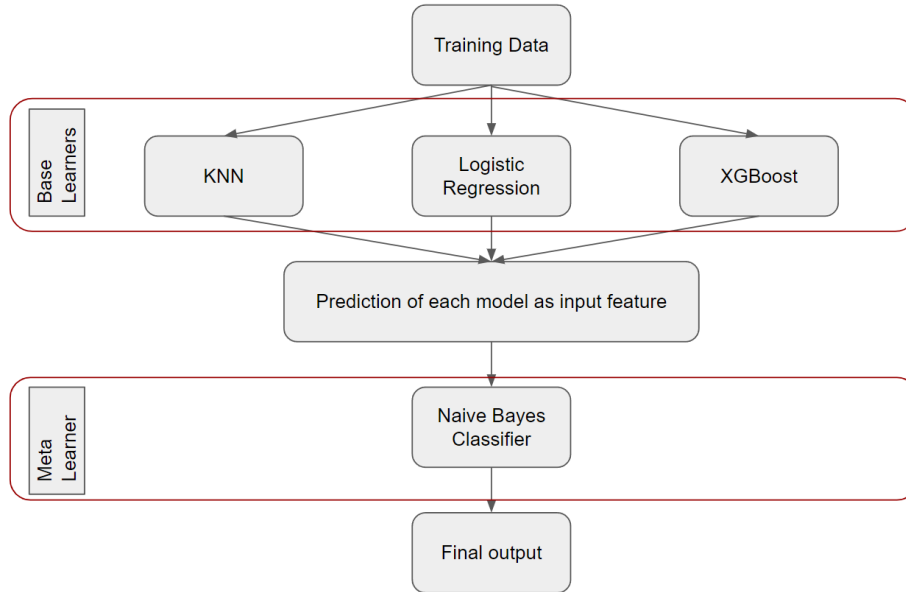 Training Data
Base
Learners
KNN
Logistic
Regression
XGBoost
Prediction of each model as input feature
Meta
Learner
Naive Bayes
Classifier
Final output